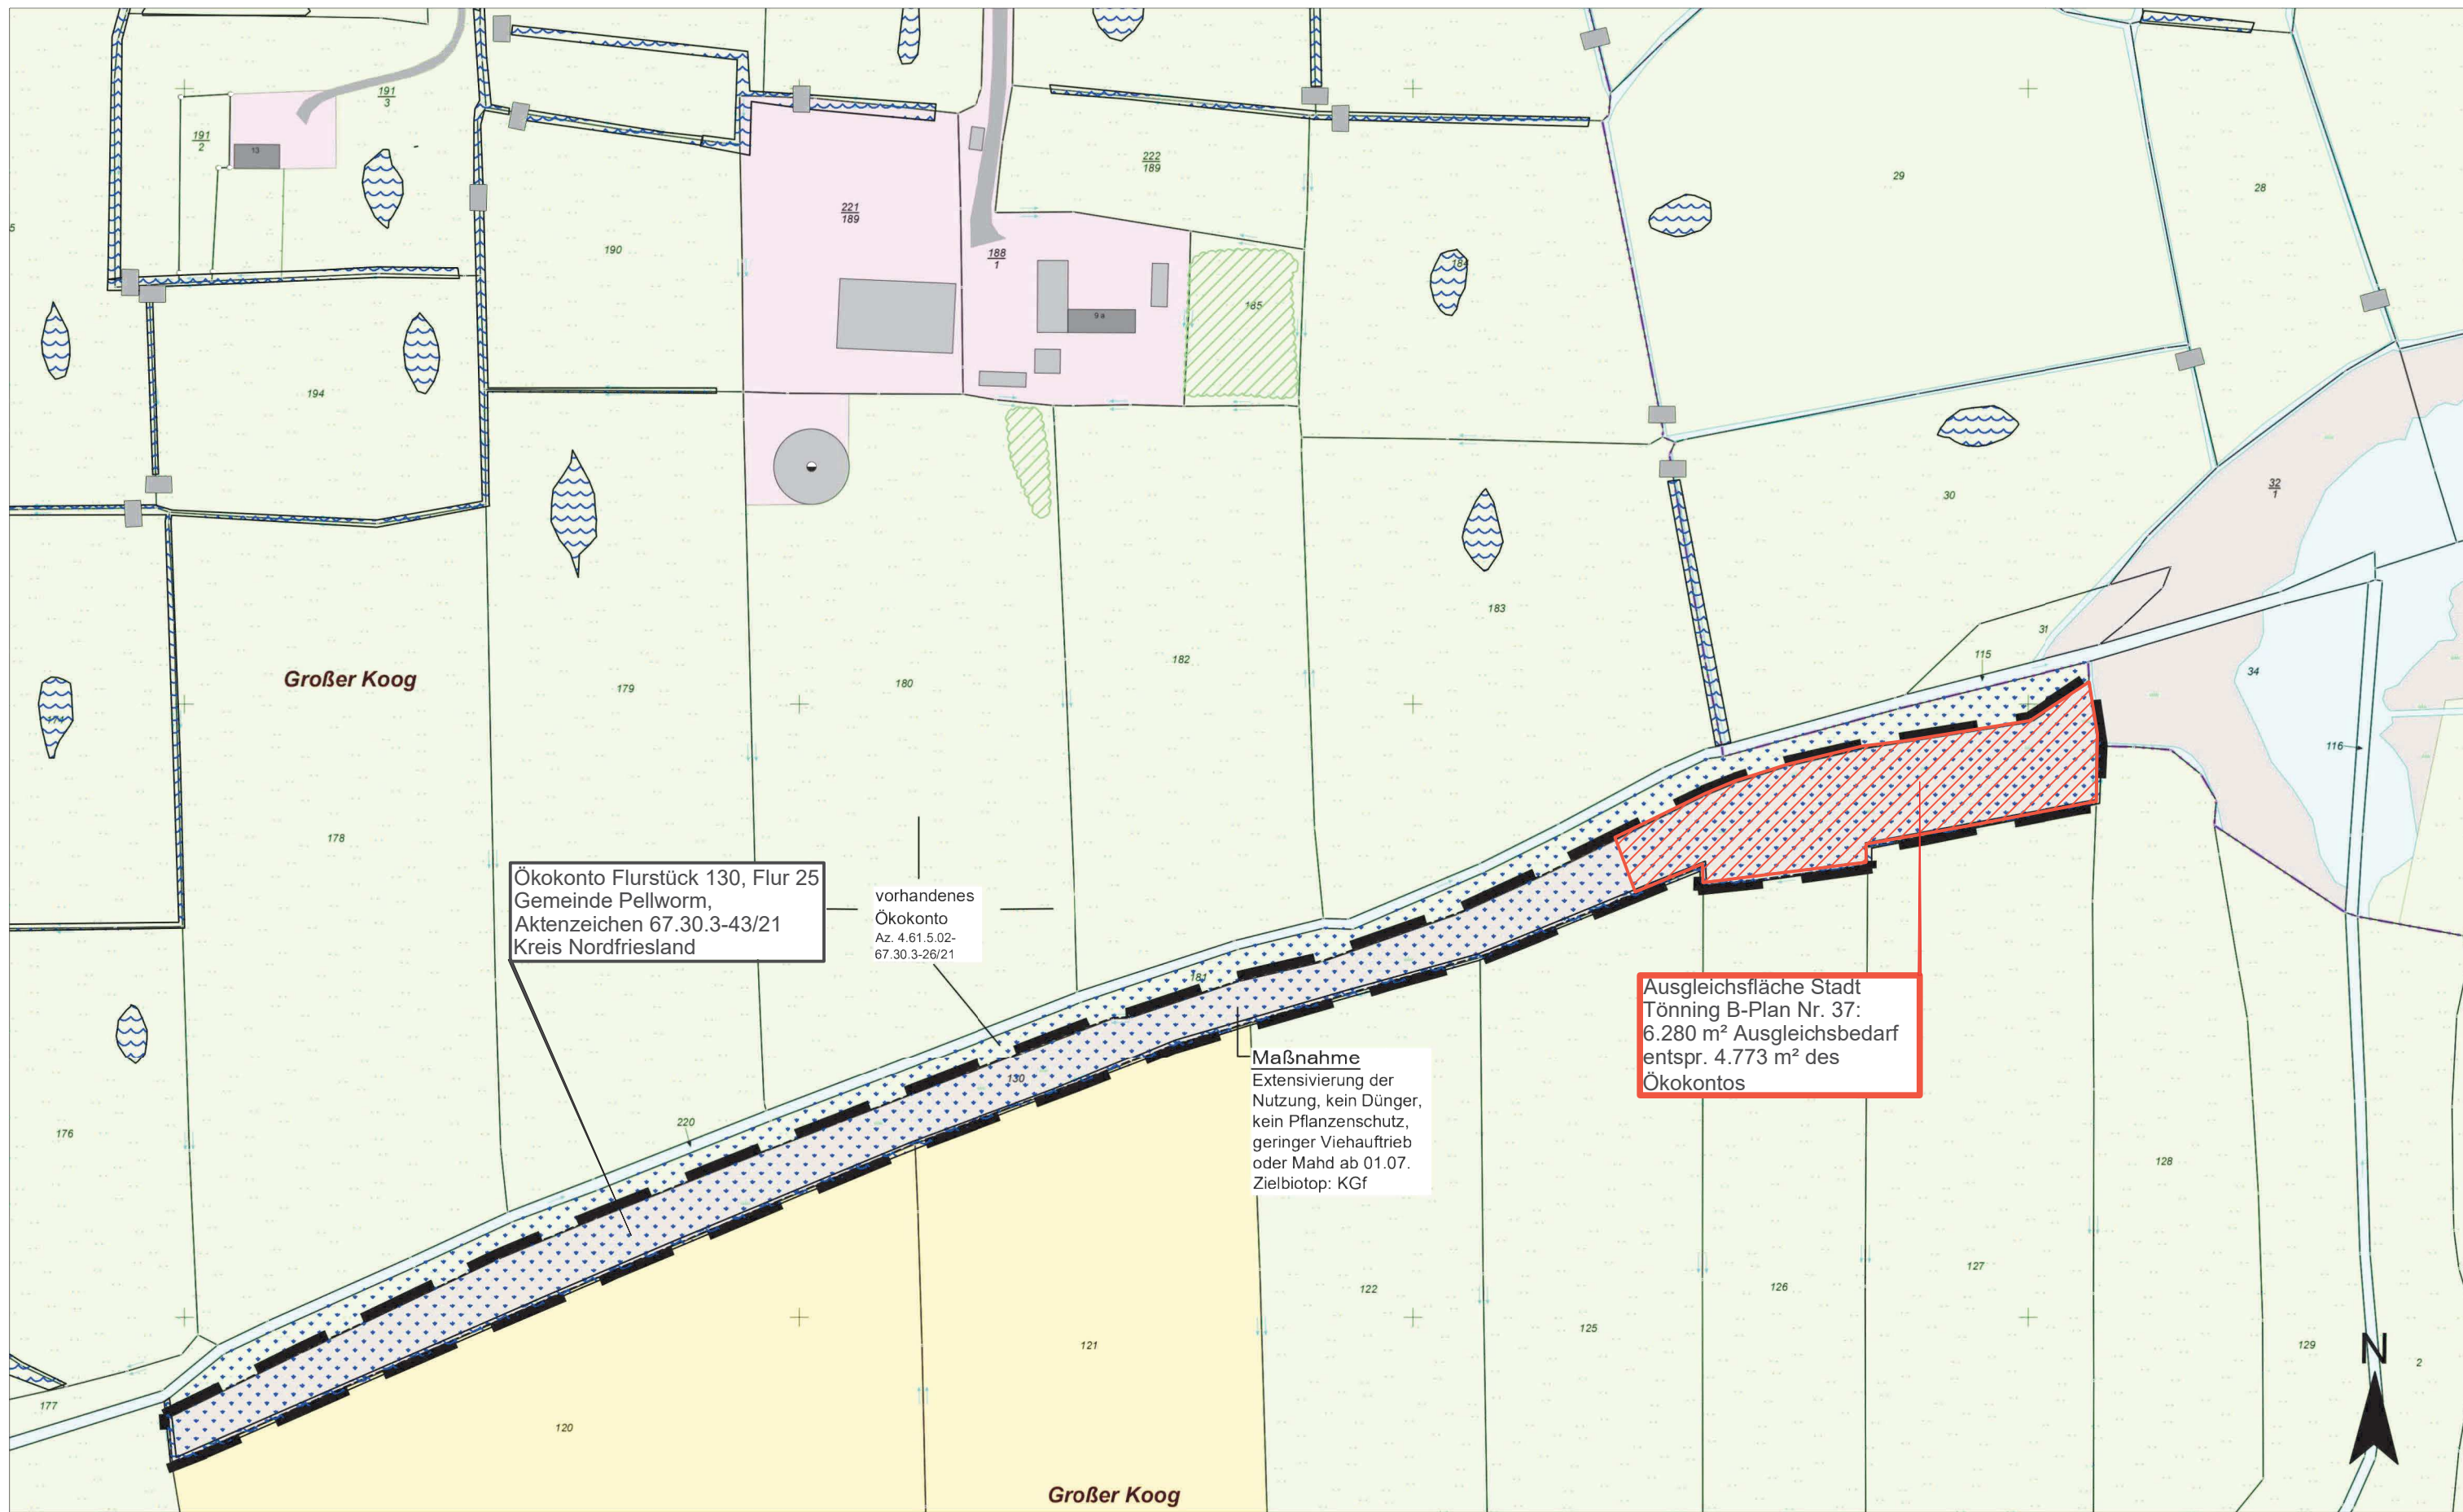 191
3
191
2
13
5
190
221
189
222
189
188
1
9 a
185
184
29
28
194
30
32
1
Großer Koog
179
180
182
183
31
115
34
116
178
Ökokonto Flurstück 130, Flur 25
Gemeinde Pellworm,
Aktenzeichen 67.30.3-43/21
Kreis Nordfriesland
vorhandenes
Ökokonto
Az. 4.61.5.02-
67.30.3-26/21
181
Ausgleichsfläche Stadt
Tönning B-Plan Nr. 37:
6.280 m² Ausgleichsbedarf
entspr. 4.773 m² des
Ökokontos
130
Maßnahme
Extensivierung der
Nutzung, kein Dünger,
kein Pflanzenschutz,
geringer Viehauftrieb
oder Mahd ab 01.07.
Zielbiotop: KGf
176
220
128
122
126
127
125
121
129
N
2
177
120
Großer Koog